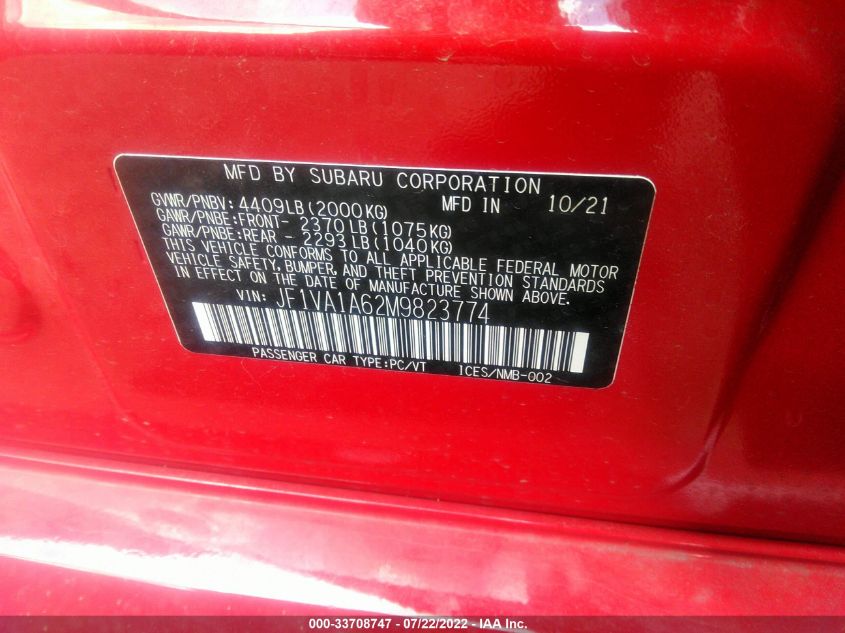 MFD BY SUBARU CORPORATION
GVWR/PNBV: 4409LB(2000KG) MFD IN 10/21
GAWR/PNBE:FRONT- 2370LB(1075KG)
GAWR/PNBE:REAR - 2293LB(1040KG)
THIS VEHICLE CONFORMS TO ALL APPLICABLE FEDERAL MOTOR
VEHICLE SAFETY, BUMPER, AND THEFT PREVENTION STANDARDS
IN EFFECT ON THE DATE OF MANUFACTURE SHOWN ABOVE.
VIN: JF1VA1A62M9823774
PASSENGER CAR TYPE:PC/VT ICES/NMB-002
000-33708747 - 07/22/2022 - © IAA Inc.